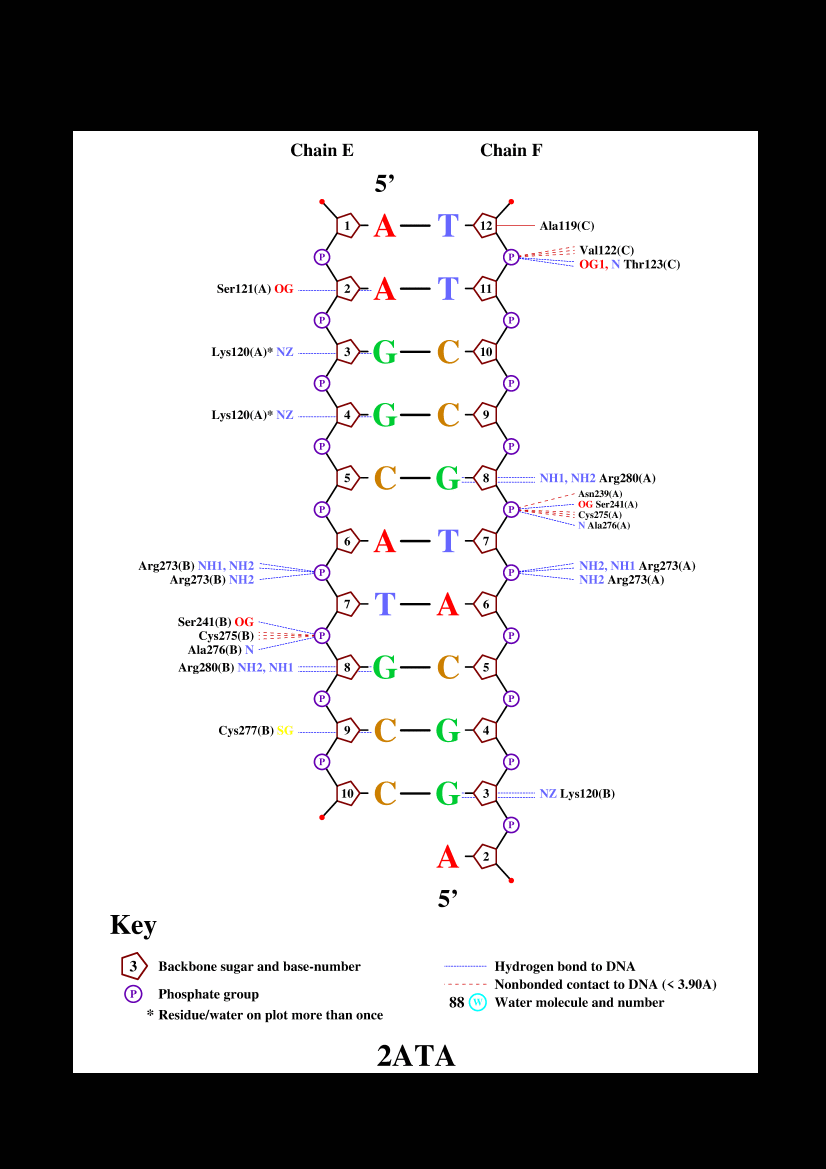 Chain E Chain F
5’
1 A T 12 Ala119(C)
P P Val122(C)
OG1, N Thr123(C)
Ser121(A) OG 2 A T 11
P P
Lys120(A)* NZ 3 G C 10
P P
Lys120(A)* NZ 4 G C 9
P P
5 C G 8 NH1, NH2 Arg280(A)
Asn239(A)
P P OG Ser241(A)
Cys275(A)
N Ala276(A)
6 A T 7
Arg273(B) NH1, NH2 P P NH2, NH1 Arg273(A)
Arg273(B) NH2 NH2 Arg273(A)
7 T A 6
Ser241(B) OG
Cys275(B) P P
Ala276(B) N
Arg280(B) NH2, NH1 8 G C 5
P P
Cys277(B) SG 9 C G 4
P P
10 C G 3 NZ Lys120(B)
P
A 2
5’
Key
3 Backbone sugar and base-number Hydrogen bond to DNA
Nonbonded contact to DNA (< 3.90A)
P Phosphate group 88 W Water molecule and number
* Residue/water on plot more than once
2ATA